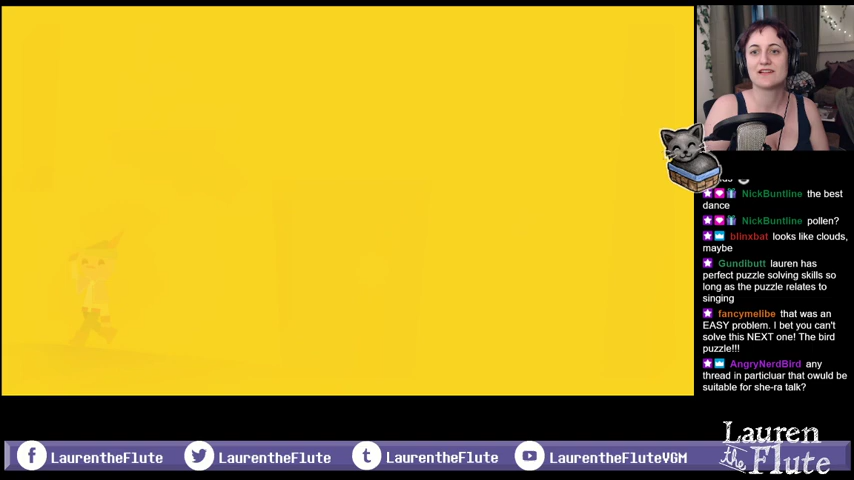 NickBuntline the best
dance
NickBuntline pollen?
blinxbat looks like clouds,
maybe
Gundibutt lauren has
perfect puzzle solving skills so
long as the puzzle relates to
singing
fancymelibe that was an
EASY problem. I bet you can't
solve this NEXT one! The bird
puzzle!!!
AngryNerdBird any
thread in particluar that owuld be
suitable for she-ra talk?
LaurentheFlute
LaurentheFlute
LaurentheFlute
LaurentheFluteVGM
Lauren
the Flute